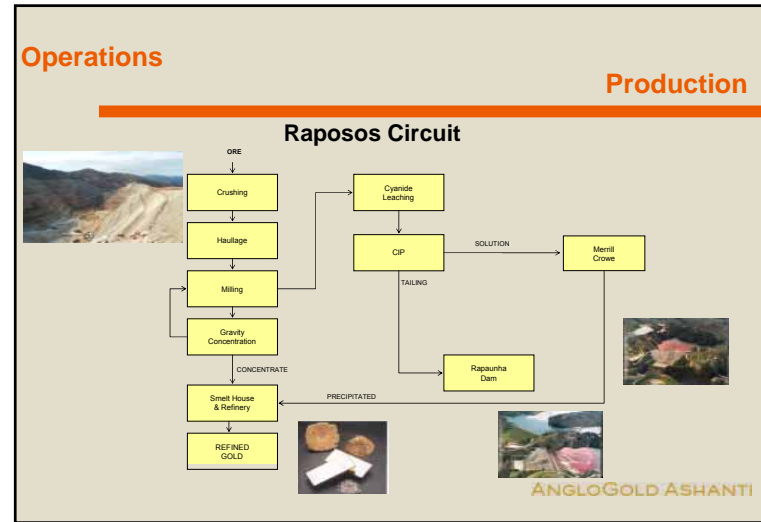 Operations
Production
Raposos Circuit
ORE
Crushing
Haullage
Milling
Gravity
Concentration
CONCENTRATE
Smelt House
& Refinery
REFINED
GOLD
Cyanide
Leaching
CIP
SOLUTION
Merrill
Crowe
TAILING
Rapaunha
Dam
PRECIPITATED
ANGLOGOLD ASHANTI